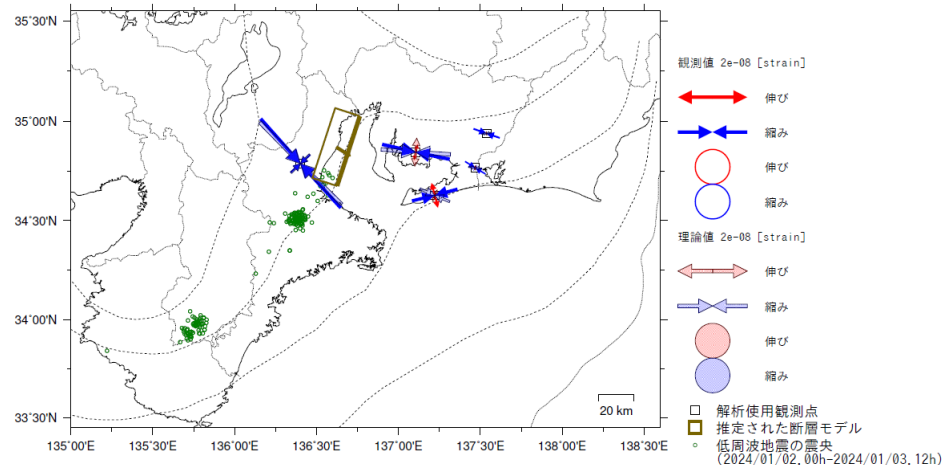 35°30'N
35°00'N
34°30'N
34°00'N
33°30'N
135°00'E
135°30'E
136°00'E
136°30'E
137°00'E
137°30'E
138°00'E
138°30'E
20 km
観測値 2e-08 [strain]
伸び
縮み
伸び
縮み
理論値 2e-08 [strain]
伸び
縮み
伸び
縮み
解析使用観測点
推定された断層モデル
低周波地震の震央
(2024/01/02.00h-2024/01/03.12h)